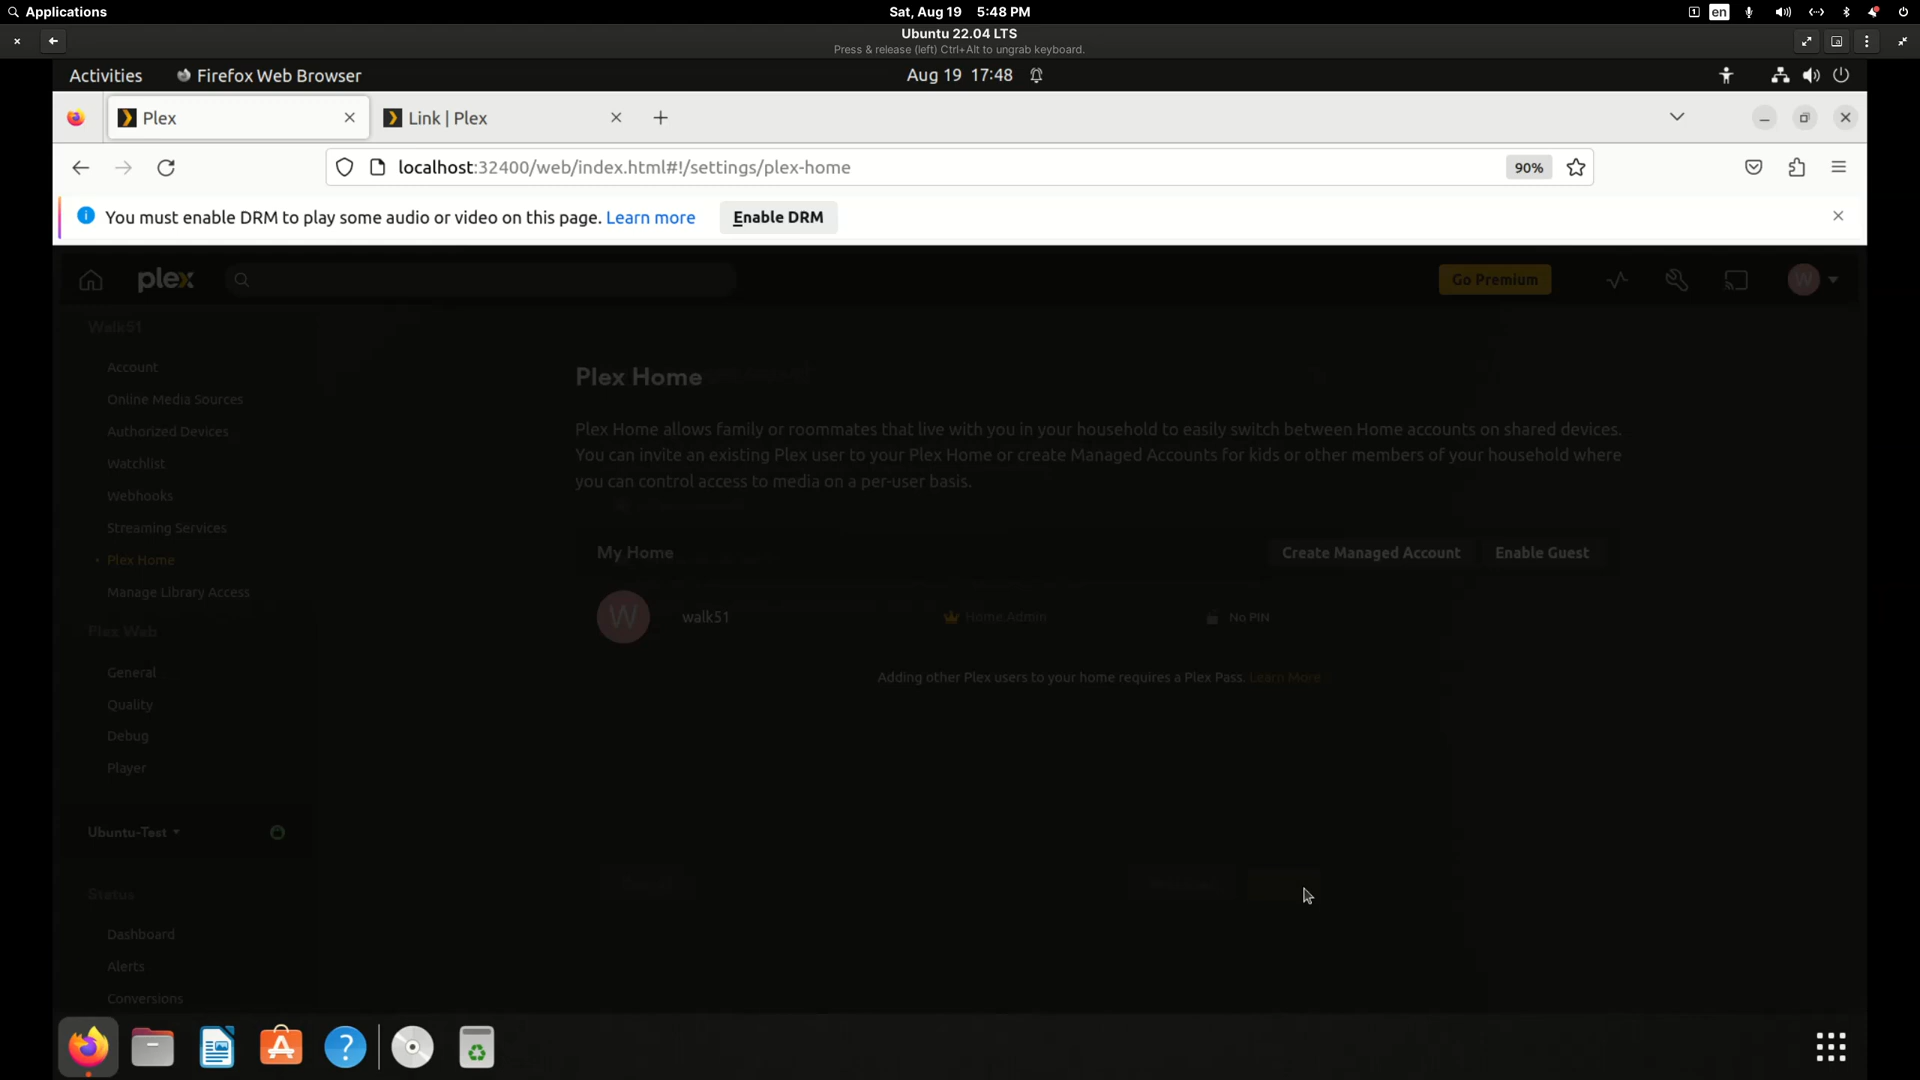 Applications
Sat, Aug 19 5:48 PM
1
en
Ubuntu 22.04 LTS
Press & release (left) Ctrl+Alt to ungrab keyboard.
Activities
Firefox Web Browser
Aug 19 17:48
Plex
Link | Plex
localhost:32400/web/index.html#!/settings/plex-home
90%
You must enable DRM to play some audio or video on this page. Learn more
Enable DRM
plex
Go Premium
W
Walk51
Account
Online Media Sources
Authorized Devices
Watchlist
Webhooks
Streaming Services
Plex Home
Manage Library Access
Plex Web
General
Quality
Debug
Player
Ubuntu-Test
Status
Dashboard
Alerts
Conversions
Plex Home
Plex Home allows family or roommates that live with you in your household to easily switch between Home accounts on shared devices.
You can invite an existing Plex user to your Plex Home or create Managed Accounts for kids or other members of your household where
you can control access to media on a per-user basis.
My Home
Create Managed Account
Enable Guest
W
walk51
Home Admin
No PIN
Adding other Plex users to your home requires a Plex Pass. Learn More